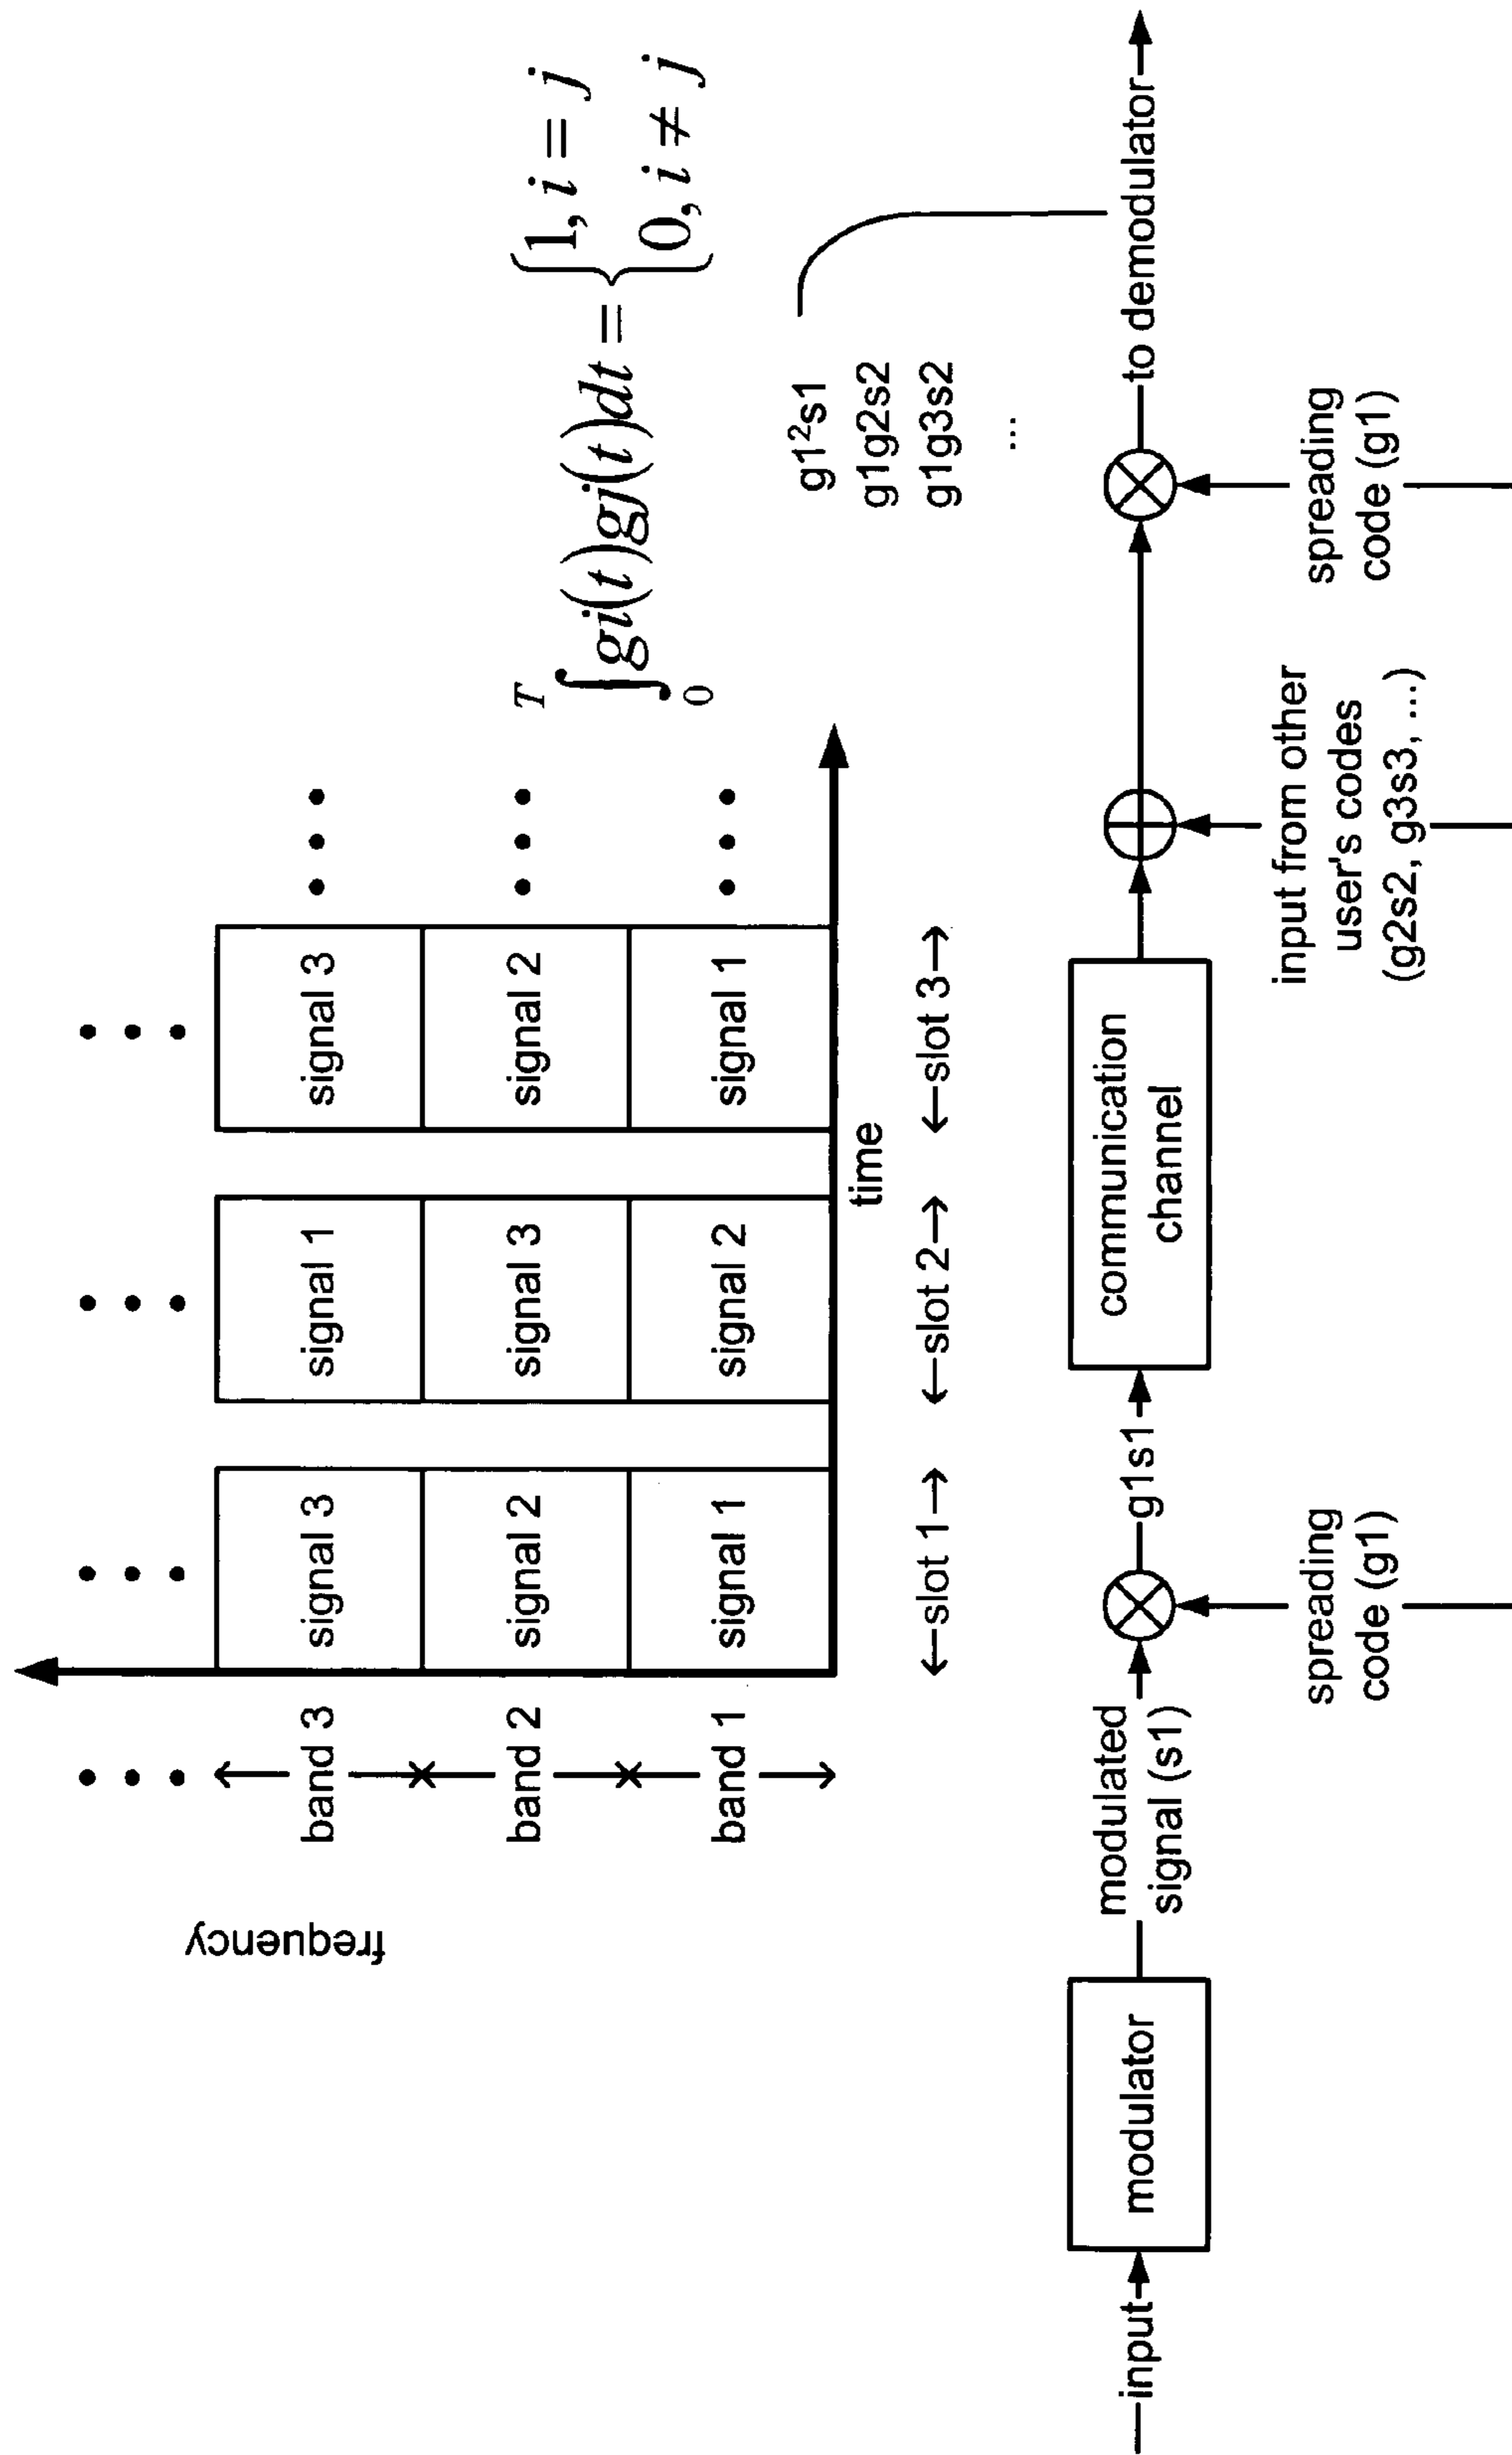 frequency
band 3
band 2
band 1
signal 3
signal 2
signal 1
signal 1
signal 3
signal 2
signal 3
signal 2
signal 1
slot 1
slot 2
slot 3
time
∫₀ᵀ gi(t)gj(t)dt = { 1, i = j
0, i ≠ j
g1²s1
g1g2s2
g1g3s2
...
input
modulator
modulated
signal (s1)
g1s1
communication
channel
to demodulator
spreading
code (g1)
input from other
user's codes
(g2s2, g3s3, ...)
spreading
code (g1)